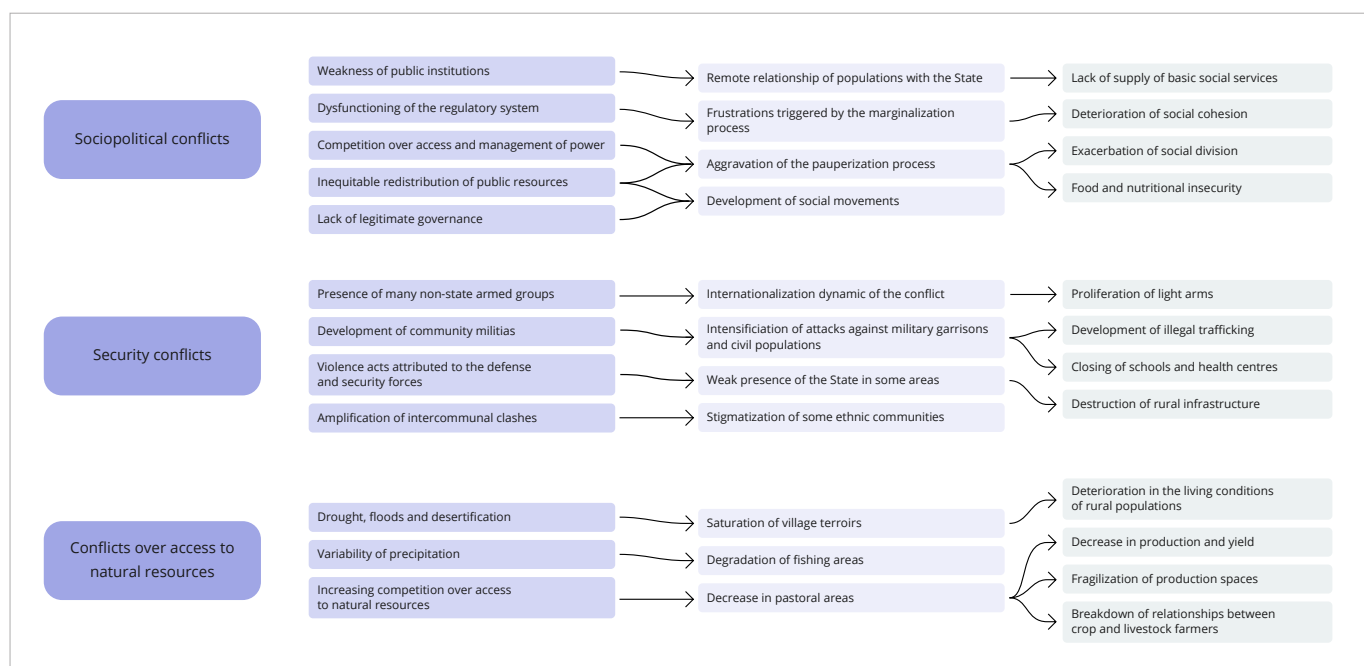 Sociopolitical conflicts
Weakness of public institutions
Dysfunctioning of the regulatory system
Competition over access and management of power
Inequitable redistribution of public resources
Lack of legitimate governance
Remote relationship of populations with the State
Frustrations triggered by the marginalization
process
Aggravation of the pauperization process
Development of social movements
Lack of supply of basic social services
Deterioration of social cohesion
Exacerbation of social division
Food and nutritional insecurity
Security conflicts
Presence of many non-state armed groups
Development of community militias
Violence acts attributed to the defense
and security forces
Amplification of intercommunal clashes
Internationalization dynamic of the conflict
Intensificiation of attacks against military garrisons
and civil populations
Weak presence of the State in some areas
Stigmatization of some ethnic communities
Proliferation of light arms
Development of illegal trafficking
Closing of schools and health centres
Destruction of rural infrastructure
Conflicts over access to
natural resources
Drought, floods and desertification
Variability of precipitation
Increasing competition over access
to natural resources
Saturation of village terroirs
Degradation of fishing areas
Decrease in pastoral areas
Deterioration in the living conditions
of rural populations
Decrease in production and yield
Fragilization of production spaces
Breakdown of relationships between
crop and livestock farmers